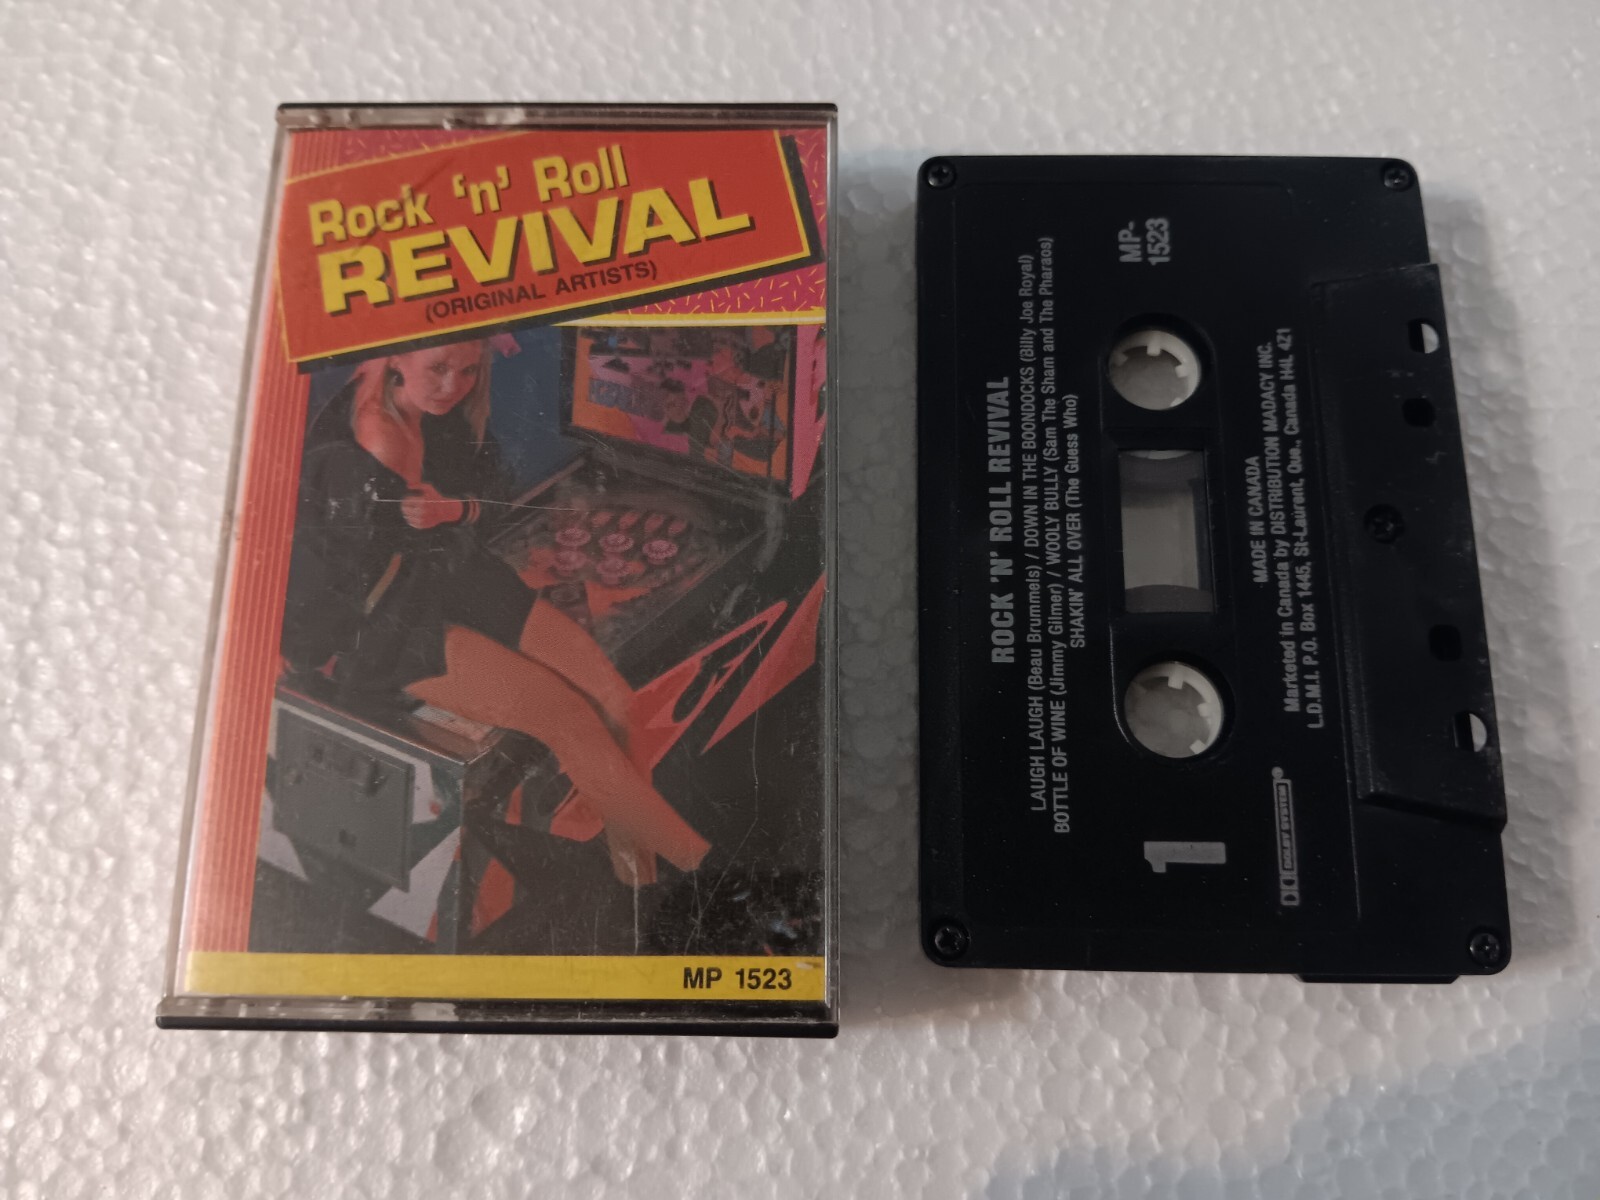 Rock 'n' Roll
REVIVAL
(ORIGINAL ARTISTS)
MP 1523
ROCK 'N' ROLL REVIVAL
LAUGH LAUGH (Beau Brummels) / DOWN IN THE BOONDOCKS (Billy Joe Royal)
BOTTLE OF WINE (Jimmy Gilmer) / WOOLY BULLY (Sam The Sham and The Pharaos)
SHAKIN' ALL OVER (The Guess Who)
MP-
1523
1
MADE IN CANADA
Marketed in Canada by DISTRIBUTION MADACY INC.
L.D.M.I. P.O. Box 1445, St-Laurent, Que., Canada H4L 4Z1
DOLBY SYSTEM